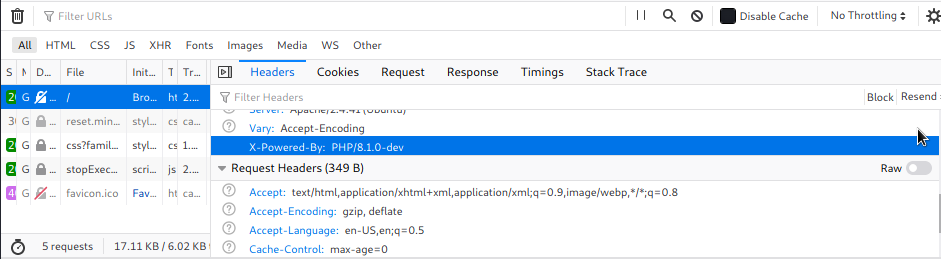 Filter URLs Disable Cache No Throttling
All HTML CSS JS XHR Fonts Images Media WS Other
S M D... File Init... T Tr... Headers Cookies Request Response Timings Stack Trace
20 G ... / Bro... ht 2....
Filter Headers Block Resend
Server: Apache/2.4.41 (Ubuntu)
30 G ... reset.min... styl... cs ca...
Vary: Accept-Encoding
2 G ... css?famil... styl... cs 1....
X-Powered-By: PHP/8.1.0-dev
2 G ... stopExec... scri... js 2....
Request Headers (349 B) Raw
4 G ... favicon.ico Fav... ht ca...
Accept: text/html,application/xhtml+xml,application/xml;q=0.9,image/webp,*/*;q=0.8
Accept-Encoding: gzip, deflate
Accept-Language: en-US,en;q=0.5
5 requests 17.11 KB / 6.02 KB
Cache-Control: max-age=0